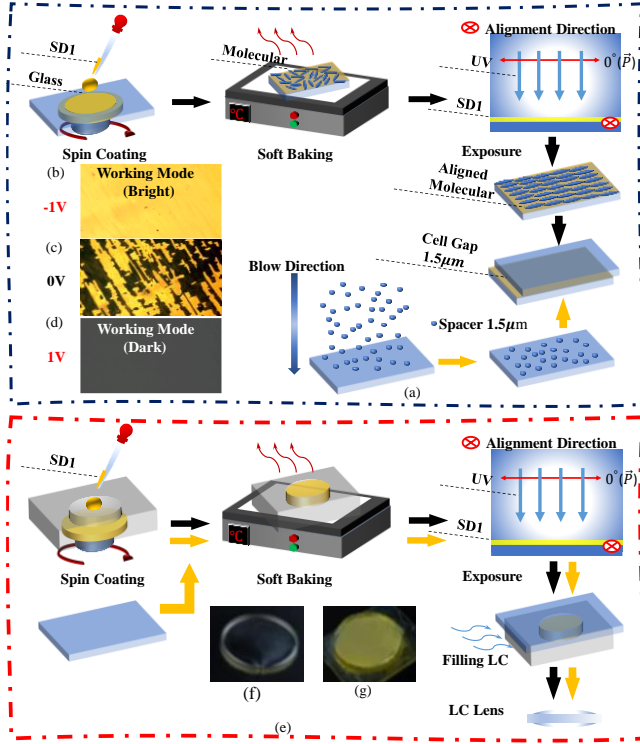 SD1
Glass
Spin Coating
Molecular
°C
Soft Baking
Alignment Direction
UV
0°(P⃗)
SD1
Exposure
Aligned
Molecular
Cell Gap
1.5μm
(b)
Working Mode
(Bright)
-1V
(c)
0V
(d)
Working Mode
(Dark)
1V
Blow Direction
Spacer 1.5μm
(a)
SD1
Spin Coating
°C
Soft Baking
Alignment Direction
UV
0°(P⃗)
SD1
Exposure
Filling LC
LC Lens
(f)
(g)
(e)